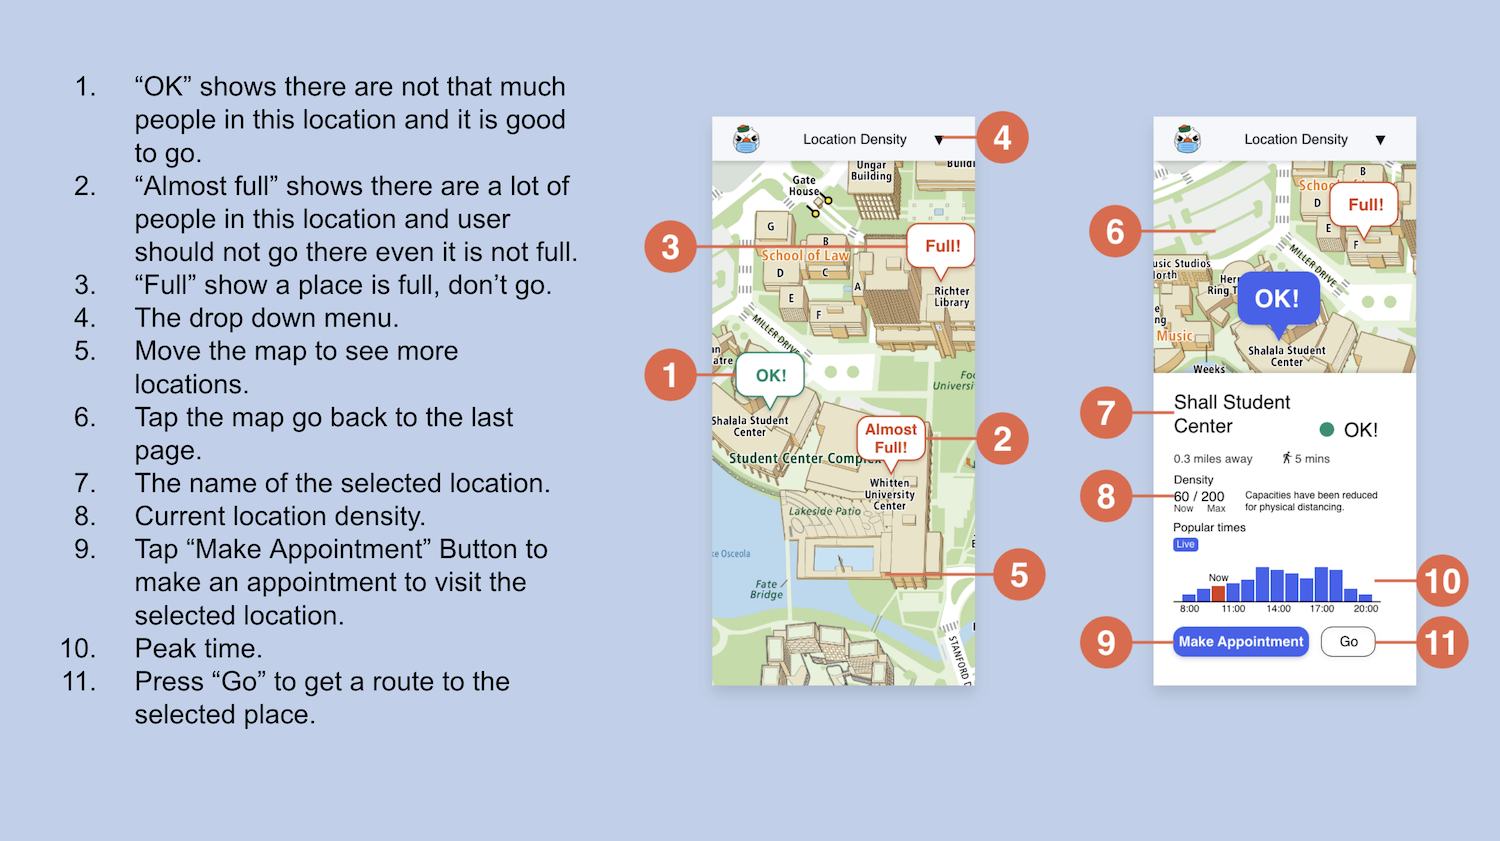 1. “OK” shows there are not that much
people in this location and it is good
to go.
2. “Almost full” shows there are a lot of
people in this location and user
should not go there even it is not full.
3. “Full” show a place is full, don’t go.
4. The drop down menu.
5. Move the map to see more
locations.
6. Tap the map go back to the last
page.
7. The name of the selected location.
8. Current location density.
9. Tap “Make Appointment” Button to
make an appointment to visit the
selected location.
10. Peak time.
11. Press “Go” to get a route to the
selected place.
Location Density
4
Ungar
Building
Gate
House
G
3
B
Full!
School of Law
D
C
A
E
F
Richter
Library
MILLER DRIVE
1
OK!
Shalala Student
Center
Almost
Full!
2
Student Center Comp
Whitten
University
Center
Lakeside Patio
Osceola
5
Fate
Bridge
STANFORD D
Location Density
B
D
Full!
E
F
6
MILLER DRIVE
usic Studios
OK!
Music
Shalala Student
Center
Weeks
7
Shall Student
Center
OK!
0.3 miles away
5 mins
Density
8
60 / 200
Now Max
Capacities have been reduced
for physical distancing.
Popular times
Live
Now
10
8:00 11:00 14:00 17:00 20:00
9
Make Appointment
Go
11